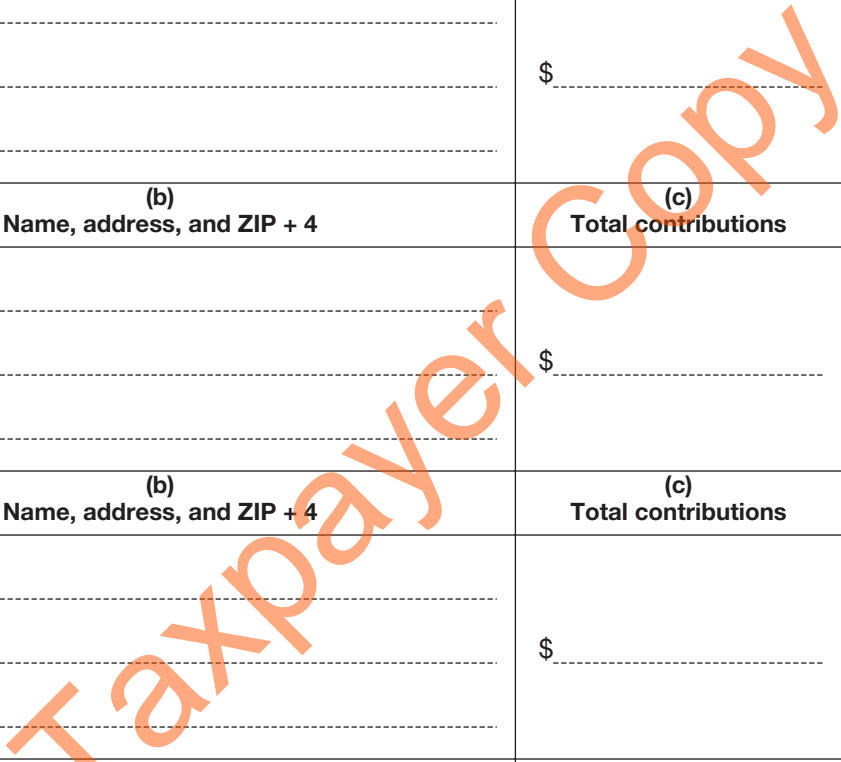 $
(b)
Name, address, and ZIP + 4
(c)
Total contributions
$
(b)
Name, address, and ZIP + 4
(c)
Total contributions
$
Taxpayer Copy